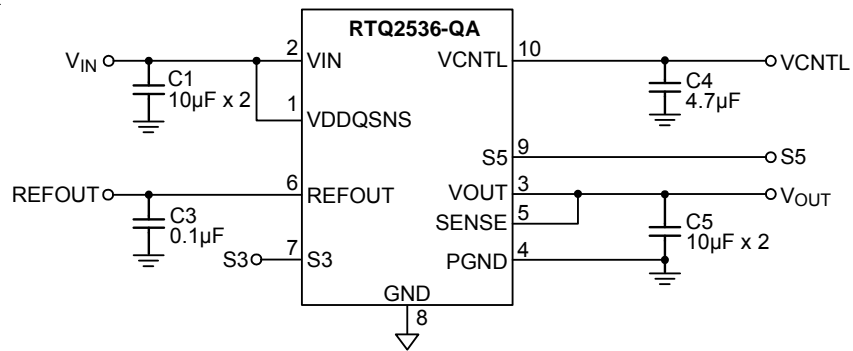 RTQ2536-QA
VIN
2
VIN
VCNTL
10
VCNTL
C1
10µF x 2
C4
4.7µF
1
VDDQSNS
S5
9
S5
REFOUT
6
REFOUT
VOUT
3
VOUT
C3
0.1µF
SENSE
5
C5
10µF x 2
S3
7
S3
PGND
4
GND
8